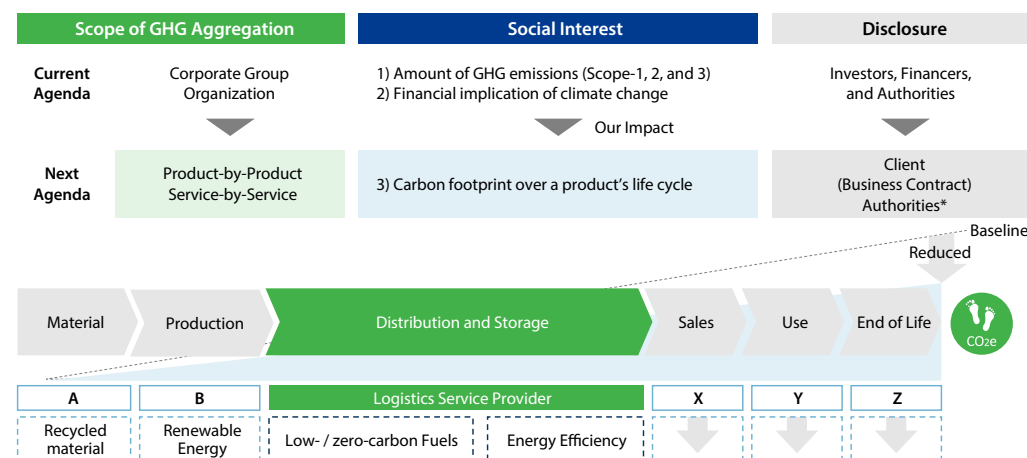 Scope of GHG Aggregation
Social Interest
Disclosure
Current
Agenda
Corporate Group
Organization
1) Amount of GHG emissions (Scope-1, 2, and 3)
2) Financial implication of climate change
Investors, Financers,
and Authorities
Our Impact
Next
Agenda
Product-by-Product
Service-by-Service
3) Carbon footprint over a product's life cycle
Client
(Business Contract)
Authorities*
Baseline
Reduced
Material
Production
Distribution and Storage
Sales
Use
End of Life
CO2e
A
B
Logistics Service Provider
X
Y
Z
Recycled
material
Renewable
Energy
Low- / zero-carbon Fuels
Energy Efficiency